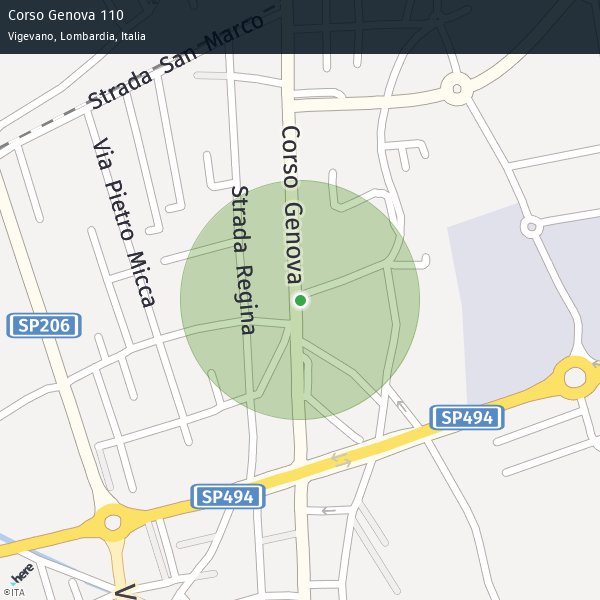 Corso Genova 110
Vigevano, Lombardia, Italia
Strada San Marco
Corso Genova
Via Pietro Micca
Strada Regina
SP206
SP494
SP494
V
here
©ITA